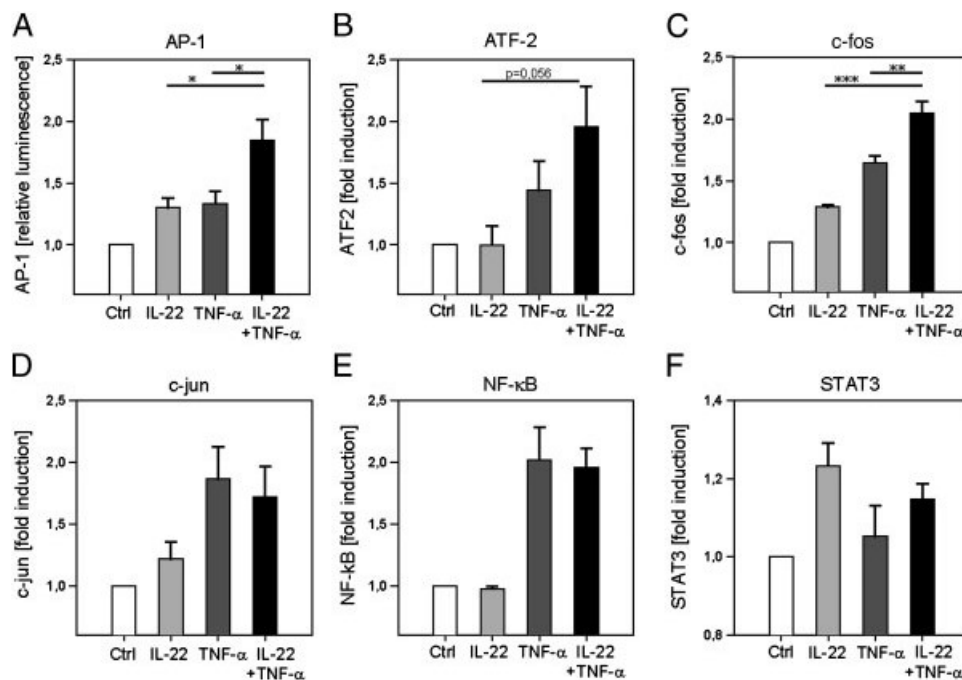 A
AP-1
AP-1 [relative luminescence]
2,5
2,0
1,5
1,0
*
*
Ctrl IL-22 TNF-α IL-22
+TNF-α
B
ATF-2
ATF2 [fold induction]
2,5
2,0
1,5
1,0
p=0,056
Ctrl IL-22 TNF-α IL-22
+TNF-α
C
c-fos
c-fos [fold induction]
2,5
2,0
1,5
1,0
**
***
Ctrl IL-22 TNF-α IL-22
+TNF-α
D
c-jun
c-jun [fold induction]
2,5
2,0
1,5
1,0
Ctrl IL-22 TNF-α IL-22
+TNF-α
E
NF-κB
NF-κB [fold induction]
2,5
2,0
1,5
1,0
Ctrl IL-22 TNF-α IL-22
+TNF-α
F
STAT3
STAT3 [fold induction]
1,4
1,2
1,0
0,8
Ctrl IL-22 TNF-α IL-22
+TNF-α